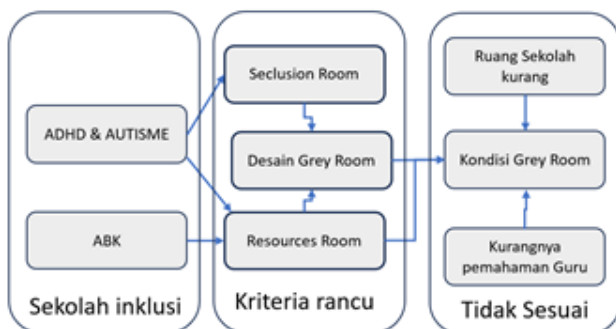 ADHD & AUTISME
ABK
Sekolah inklusi
Seclusion Room
Desain Grey Room
Resources Room
Kriteria rancu
Ruang Sekolah
kurang
Kondisi Grey Room
Kurangnya
pemahaman Guru
Tidak Sesuai